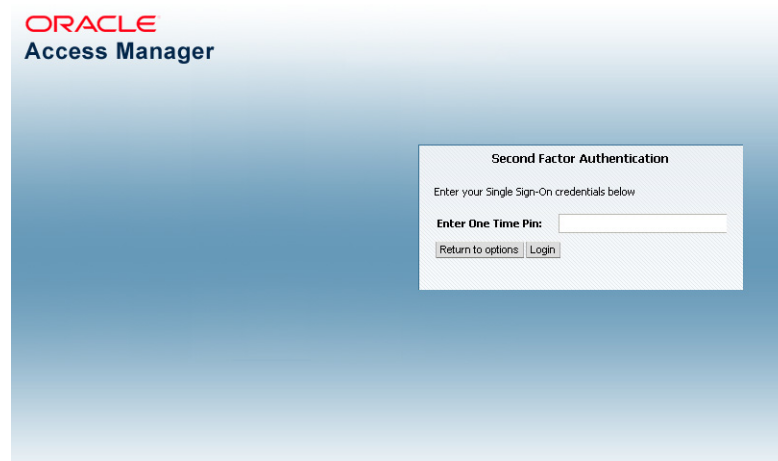 ORACLE
Access Manager
Second Factor Authentication
Enter your Single Sign-On credentials below
Enter One Time Pin:
Return to options Login